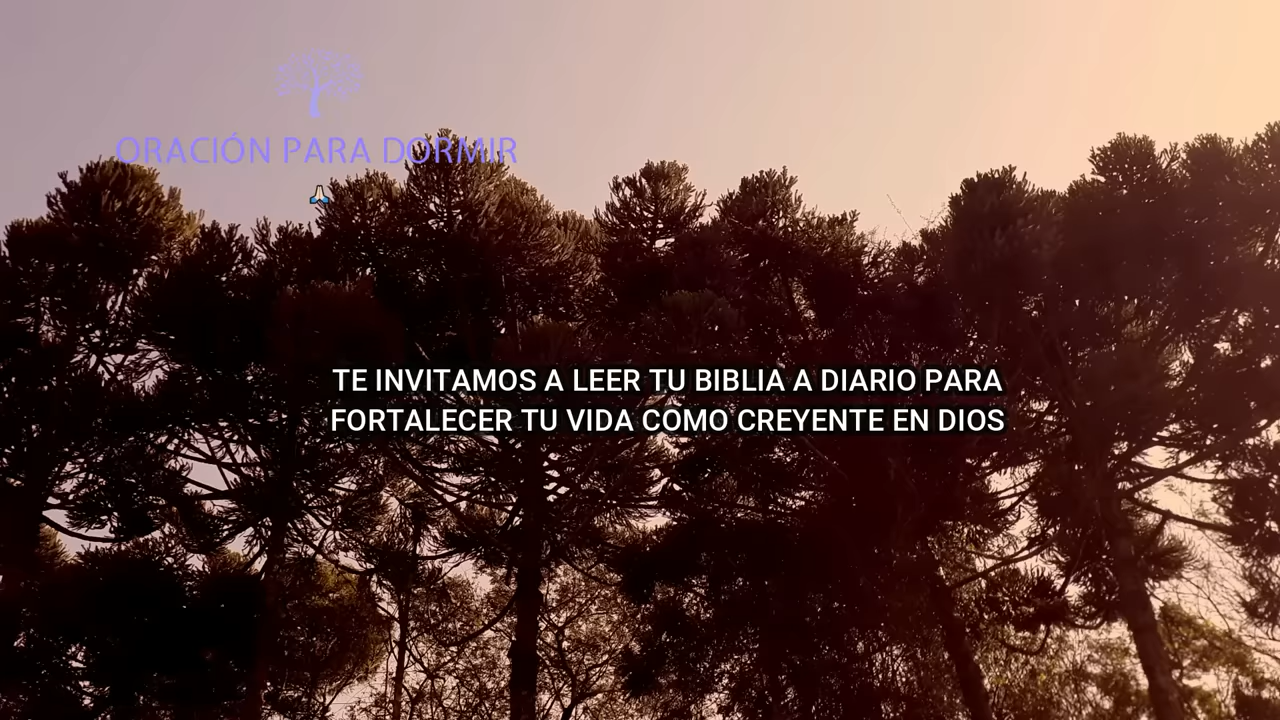 ORACIÓN PARA DORMIR
TE INVITAMOS A LEER TU BIBLIA A DIARIO PARA
FORTALECER TU VIDA COMO CREYENTE EN DIOS